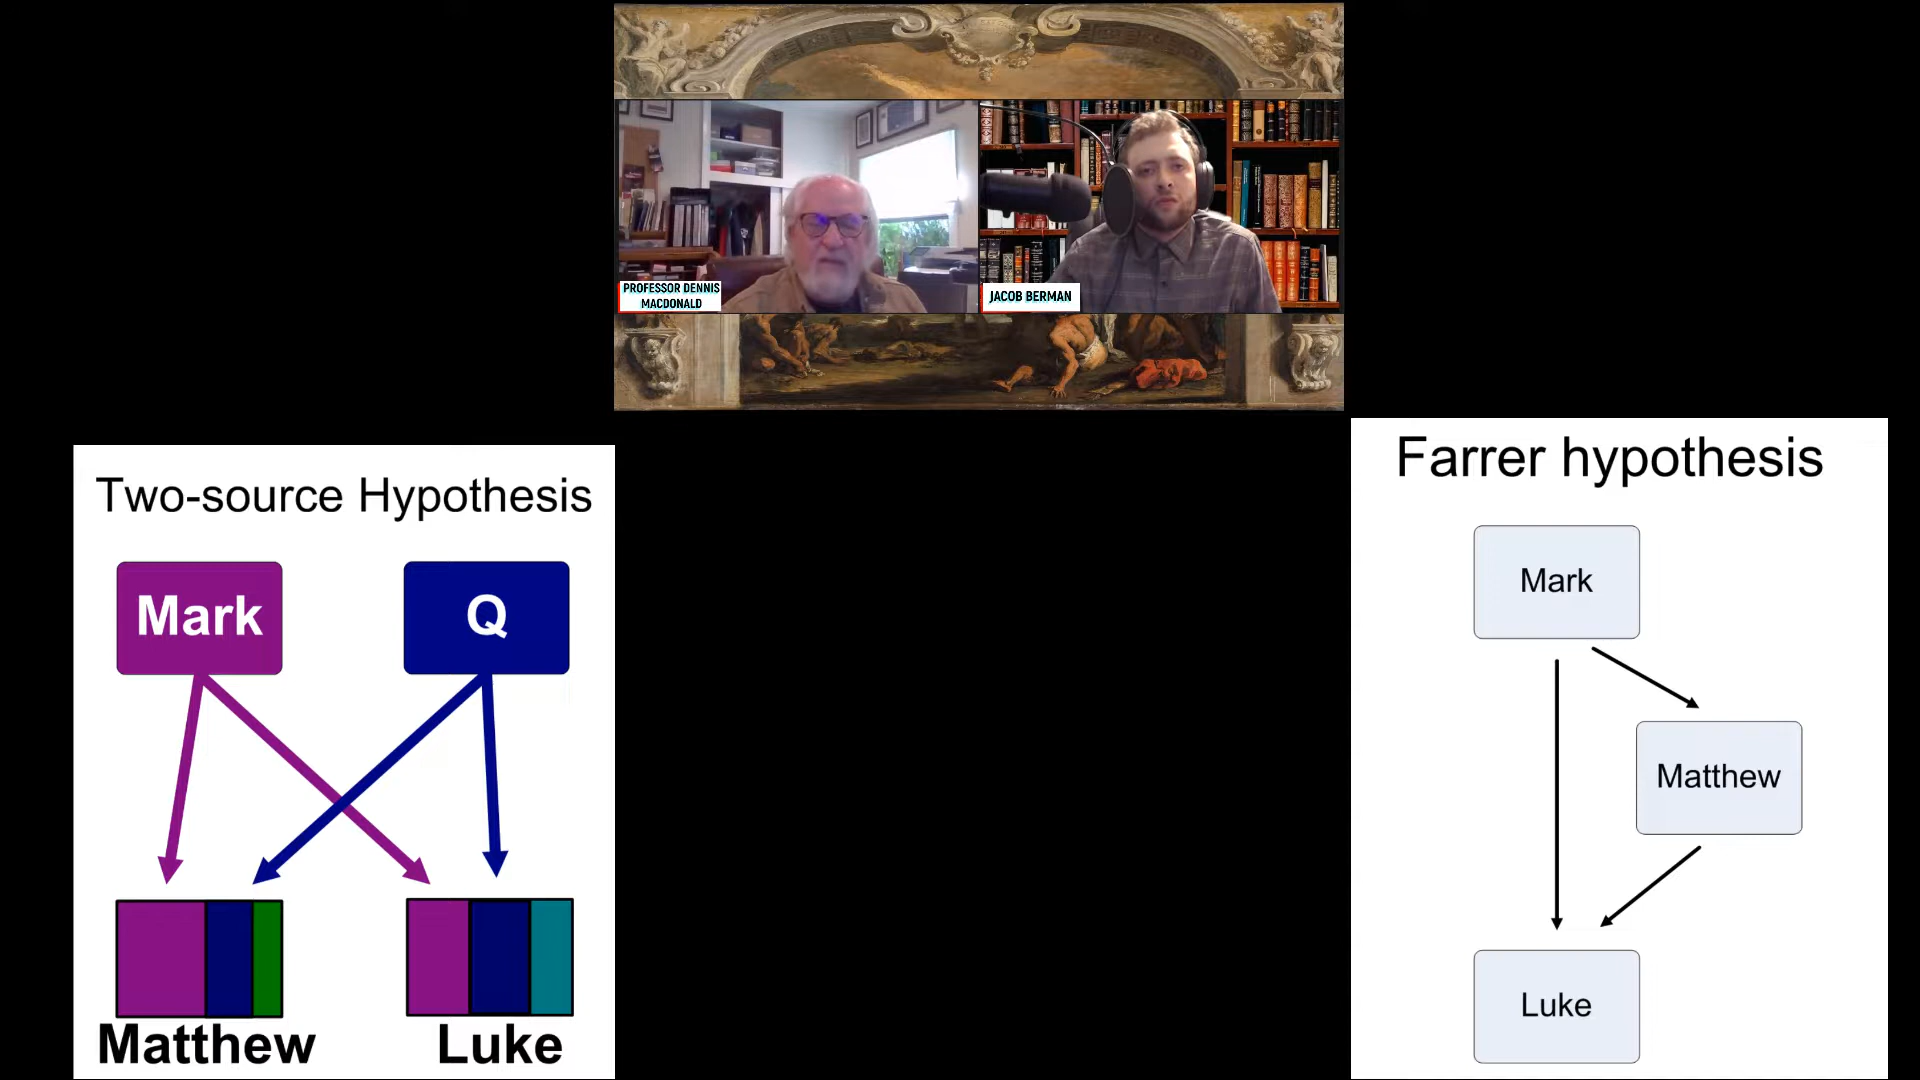 PROFESSOR DENNIS
MACDONALD
JACOB BERMAN
Two-source Hypothesis
Mark
Q
Matthew
Luke
Farrer hypothesis
Mark
Matthew
Luke